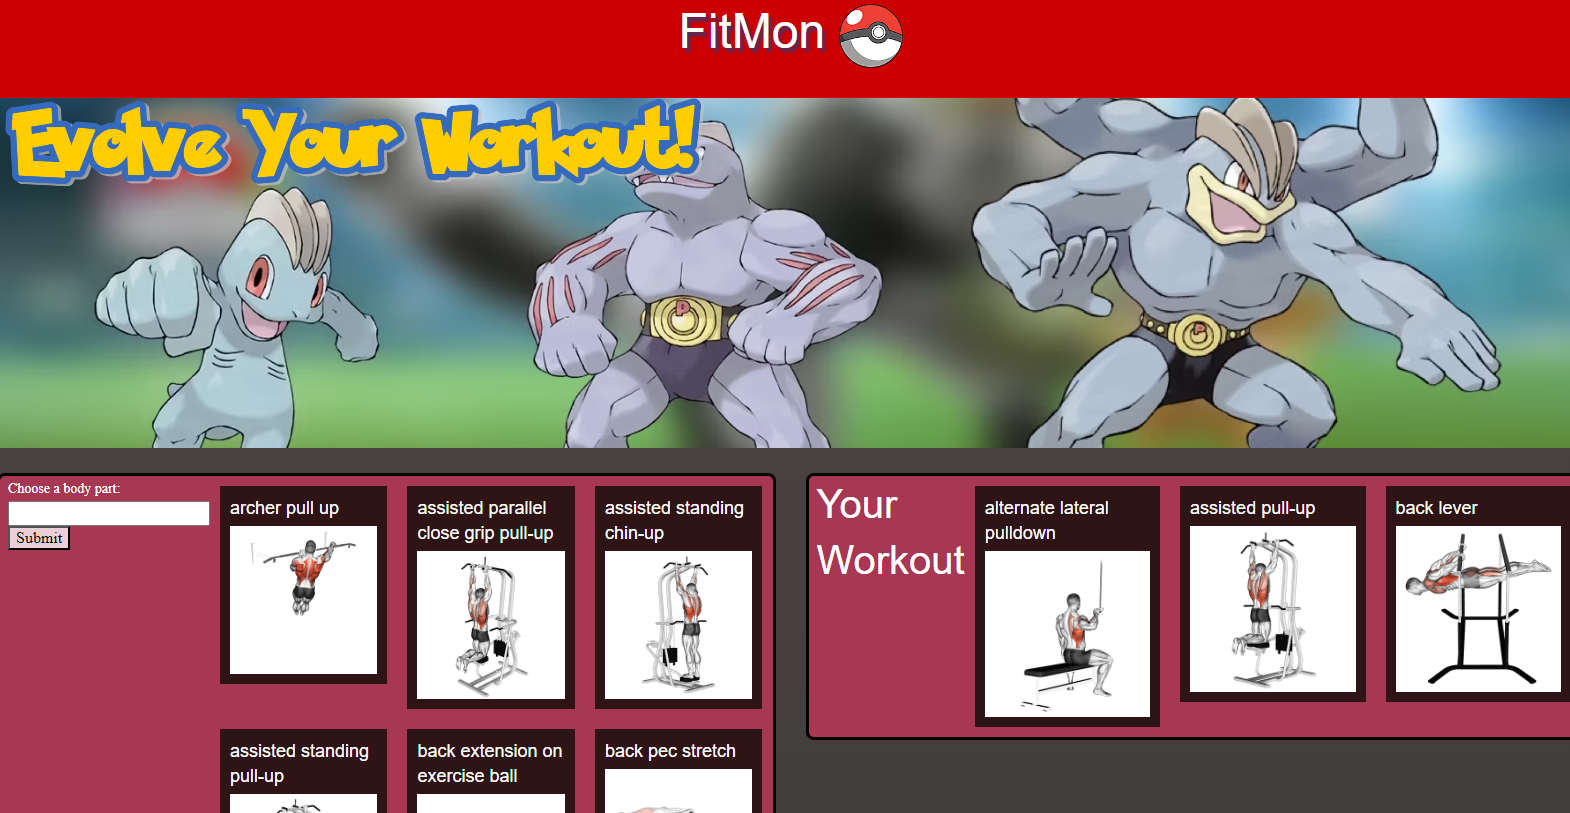 FitMon
Evolve Your Workout!
Choose a body part:
Submit
archer pull up
assisted parallel
close grip pull-up
assisted standing
chin-up
assisted standing
pull-up
back extension on
exercise ball
back pec stretch
Your
Workout
alternate lateral
pulldown
assisted pull-up
back lever